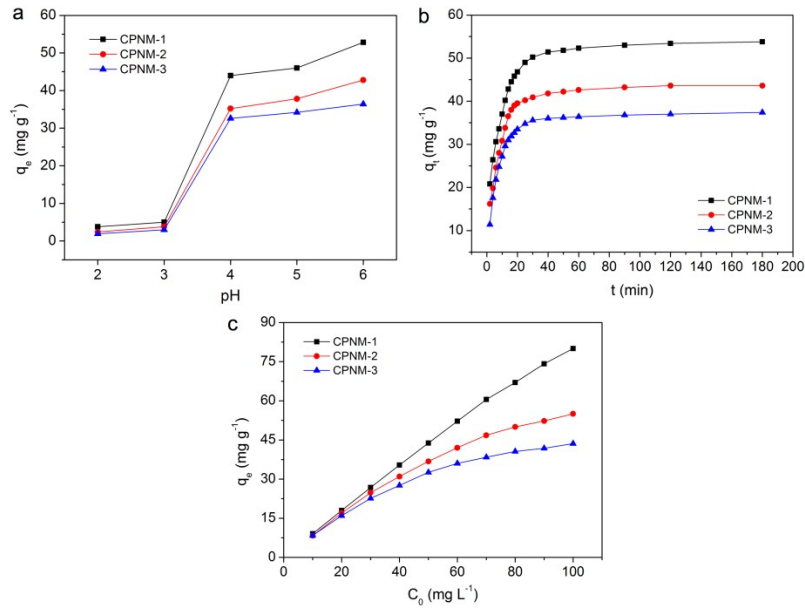 a
CPNM-1
CPNM-2
CPNM-3
qe (mg g-1)
60
50
40
30
20
10
0
2 3 4 5 6
pH
b
qt (mg g-1)
60
50
40
30
20
10
CPNM-1
CPNM-2
CPNM-3
0 20 40 60 80 100 120 140 160 180 200
t (min)
c
CPNM-1
CPNM-2
CPNM-3
qe (mg g-1)
90
75
60
45
30
15
0
0 20 40 60 80 100
C0 (mg L-1)